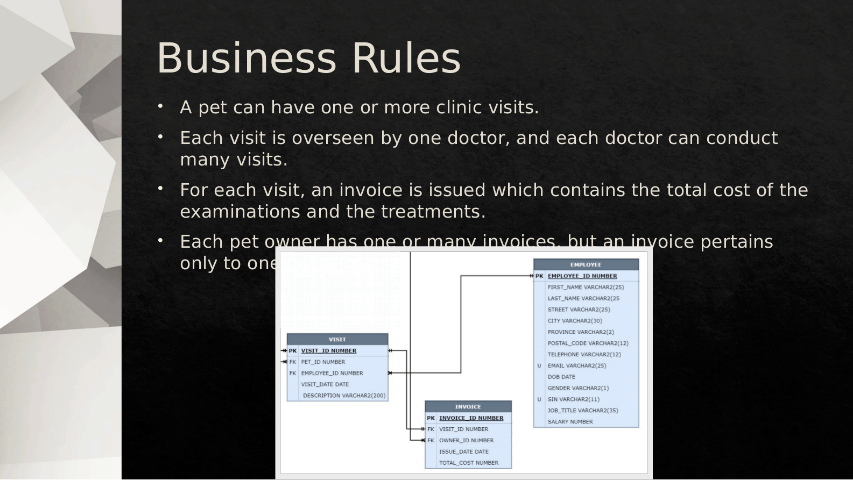 Business Rules
• A pet can have one or more clinic visits.
• Each visit is overseen by one doctor, and each doctor can conduct
many visits.
• For each visit, an invoice is issued which contains the total cost of the
examinations and the treatments.
• Each pet owner has one or many invoices, but an invoice pertains
only to one
EMPLOYEE
PK EMPLOYEE_ID NUMBER
FIRST_NAME VARCHAR2(25)
LAST_NAME VARCHAR2(25
STREET VARCHAR2(25)
CITY VARCHAR2(30)
PROVINCE VARCHAR2(2)
POSTAL_CODE VARCHAR2(12)
TELEPHONE VARCHAR2(12)
U EMAIL VARCHAR2(25)
DOB DATE
GENDER VARCHAR2(1)
U SIN VARCHAR2(11)
JOB_TITLE VARCHAR2(35)
SALARY NUMBER
VISIT
PK VISIT_ID NUMBER
FK PET_ID NUMBER
FK EMPLOYEE_ID NUMBER
VISIT_DATE DATE
DESCRIPTION VARCHAR2(200)
INVOICE
PK INVOICE_ID NUMBER
FK VISIT_ID NUMBER
FK OWNER_ID NUMBER
ISSUE_DATE DATE
TOTAL_COST NUMBER